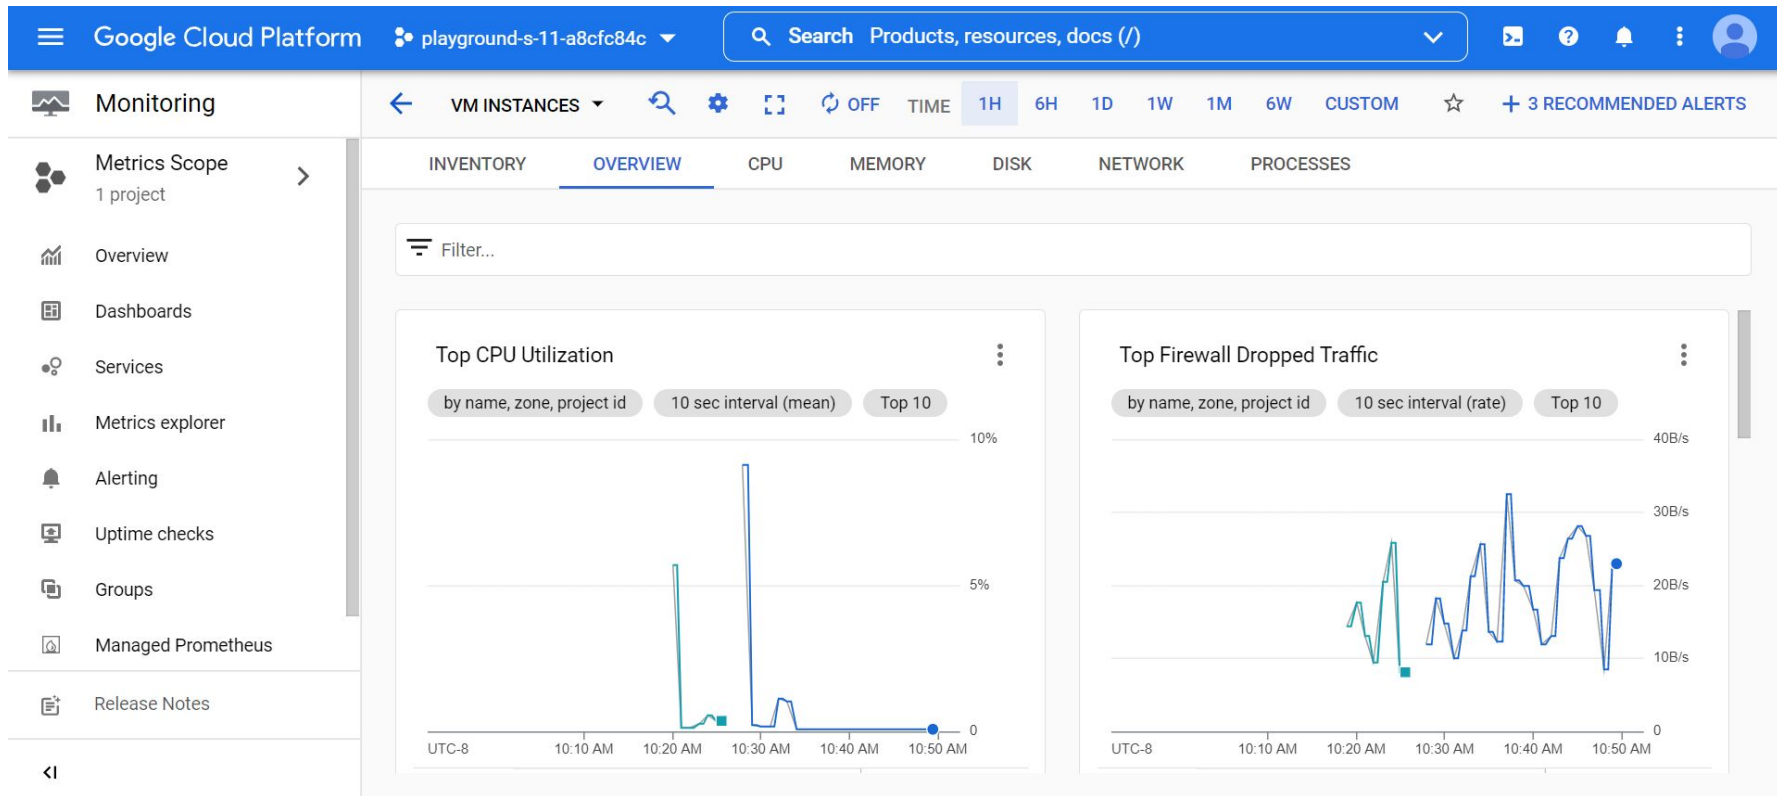 Google Cloud Platform playground-s-11-a8cfc84c Search Products, resources, docs (/)
Monitoring
VM INSTANCES OFF TIME 1H 6H 1D 1W 1M 6W CUSTOM + 3 RECOMMENDED ALERTS
Metrics Scope
1 project
INVENTORY OVERVIEW CPU MEMORY DISK NETWORK PROCESSES
Overview
Dashboards
Services
Metrics explorer
Alerting
Uptime checks
Groups
Managed Prometheus
Release Notes
Filter...
Top CPU Utilization
by name, zone, project id 10 sec interval (mean) Top 10
10%
5%
0
UTC-8 10:10 AM 10:20 AM 10:30 AM 10:40 AM 10:50 AM
Top Firewall Dropped Traffic
by name, zone, project id 10 sec interval (rate) Top 10
40B/s
30B/s
20B/s
10B/s
0
UTC-8 10:10 AM 10:20 AM 10:30 AM 10:40 AM 10:50 AM